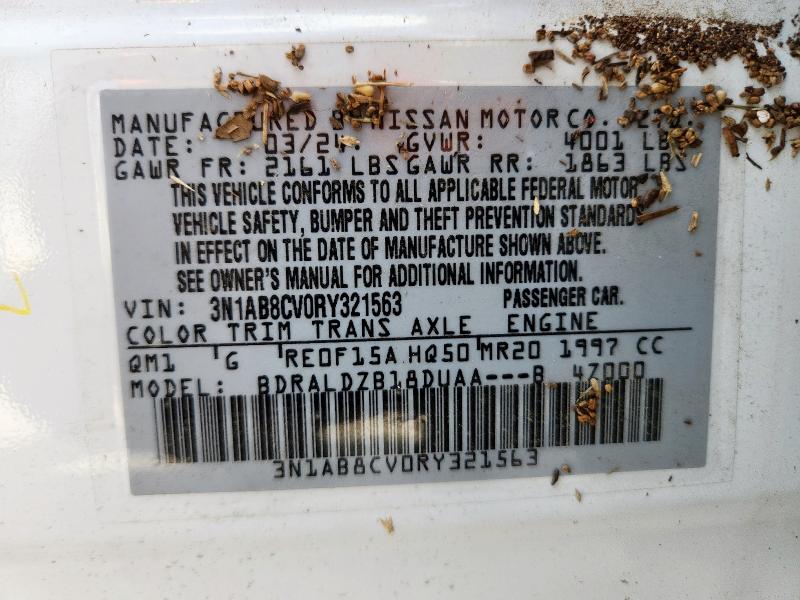 MANUFACTURED BY NISSAN MOTOR CO.
DATE: 03/24 GVWR: 4001 LBS
GAWR FR: 2161 LBS GAWR RR: 1863 LBS
THIS VEHICLE CONFORMS TO ALL APPLICABLE FEDERAL MOTOR
VEHICLE SAFETY, BUMPER AND THEFT PREVENTION STANDARDS
IN EFFECT ON THE DATE OF MANUFACTURE SHOWN ABOVE.
SEE OWNER'S MANUAL FOR ADDITIONAL INFORMATION.
VIN: 3N1AB8CV0RY321563 PASSENGER CAR.
COLOR TRIM TRANS AXLE ENGINE
QM1 G RE0F15A HQ50 MR20 1997 CC
MODEL: BDRALDZB18DUAA---B 4Z000
3N1AB8CV0RY321563